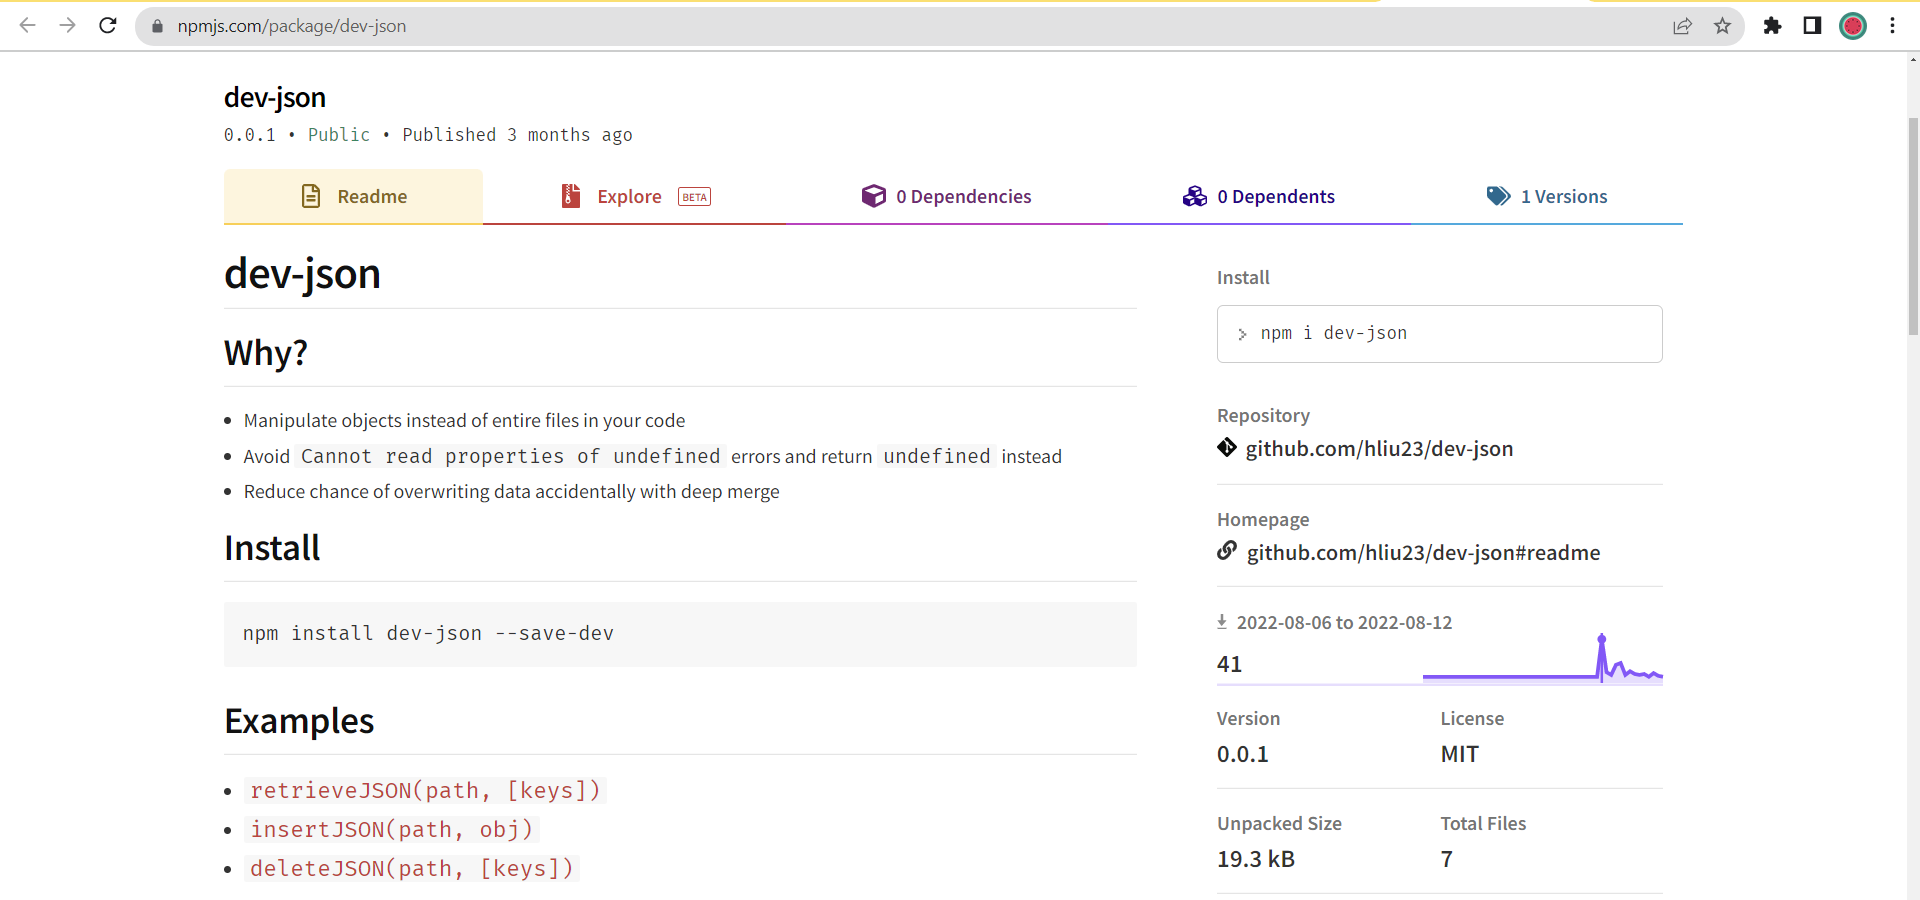 npmjs.com/package/dev-json
dev-json
0.0.1 • Public • Published 3 months ago
Readme
Explore BETA
0 Dependencies
0 Dependents
1 Versions
dev-json
Why?
• Manipulate objects instead of entire files in your code
• Avoid Cannot read properties of undefined errors and return undefined instead
• Reduce chance of overwriting data accidentally with deep merge
Install
npm install dev-json --save-dev
Examples
• retrieveJSON(path, [keys])
• insertJSON(path, obj)
• deleteJSON(path, [keys])
Install
> npm i dev-json
Repository
github.com/hliu23/dev-json
Homepage
github.com/hliu23/dev-json#readme
2022-08-06 to 2022-08-12
41
Version
0.0.1
License
MIT
Unpacked Size
19.3 kB
Total Files
7